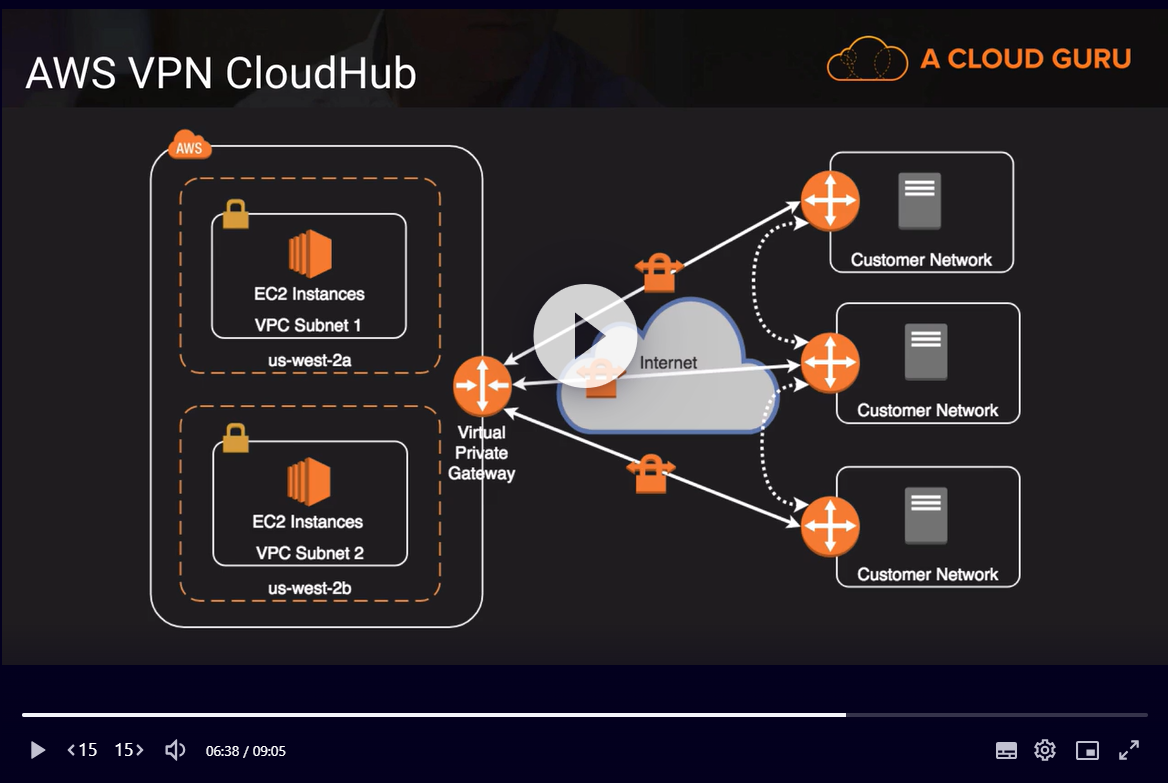 AWS VPN CloudHub
A CLOUD GURU
AWS
EC2 Instances
VPC Subnet 1
us-west-2a
EC2 Instances
VPC Subnet 2
us-west-2b
Virtual
Private
Gateway
Internet
Customer Network
Customer Network
Customer Network
15
15
06:38 / 09:05